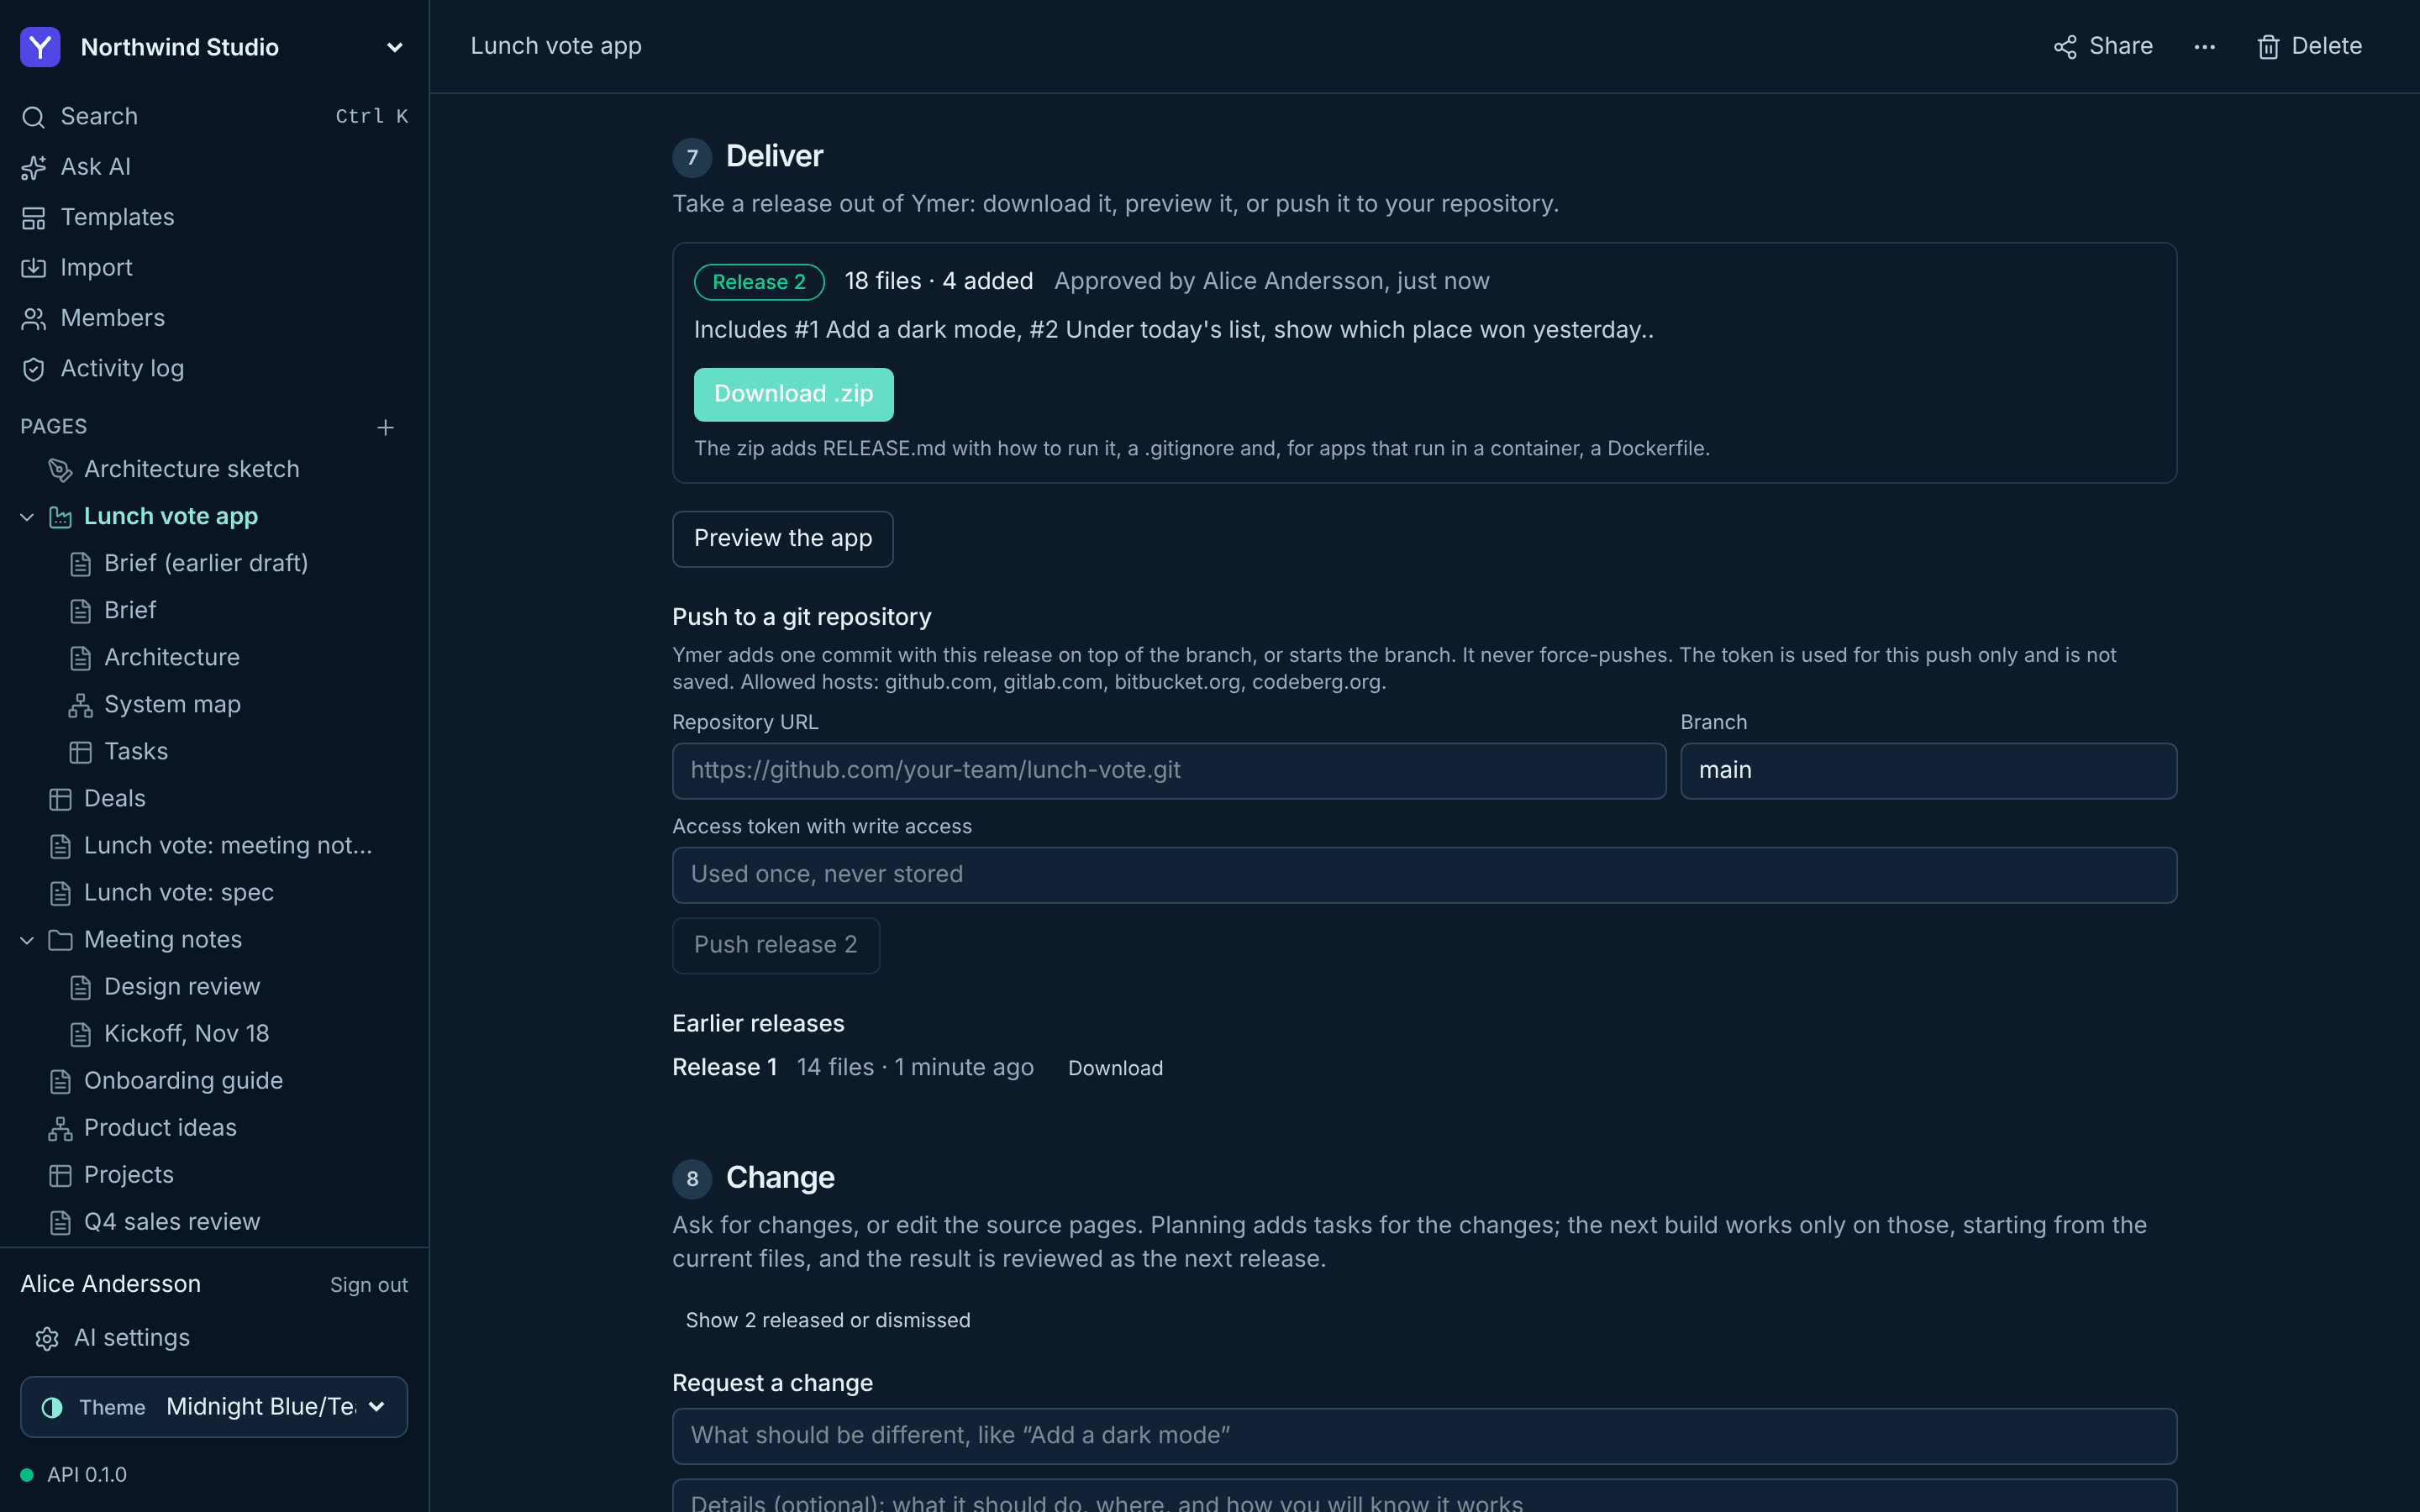 Y Northwind Studio
Search Ctrl K
Ask AI
Templates
Import
Members
Activity log
PAGES
Architecture sketch
Lunch vote app
Brief (earlier draft)
Brief
Architecture
System map
Tasks
Deals
Lunch vote: meeting not...
Lunch vote: spec
Meeting notes
Design review
Kickoff, Nov 18
Onboarding guide
Product ideas
Projects
Q4 sales review
Alice Andersson Sign out
AI settings
Theme Midnight Blue/Tea
API 0.1.0
Lunch vote app Share Delete
7 Deliver
Take a release out of Ymer: download it, preview it, or push it to your repository.
Release 2 18 files · 4 added Approved by Alice Andersson, just now
Includes #1 Add a dark mode, #2 Under today's list, show which place won yesterday..
Download .zip
The zip adds RELEASE.md with how to run it, a .gitignore and, for apps that run in a container, a Dockerfile.
Preview the app
Push to a git repository
Ymer adds one commit with this release on top of the branch, or starts the branch. It never force-pushes. The token is used for this push only and is not
saved. Allowed hosts: github.com, gitlab.com, bitbucket.org, codeberg.org.
Repository URL Branch
https://github.com/your-team/lunch-vote.git main
Access token with write access
Used once, never stored
Push release 2
Earlier releases
Release 1 14 files · 1 minute ago Download
8 Change
Ask for changes, or edit the source pages. Planning adds tasks for the changes; the next build works only on those, starting from the
current files, and the result is reviewed as the next release.
Show 2 released or dismissed
Request a change
What should be different, like “Add a dark mode”
Details (optional): what it should do, where, and how you will know it works